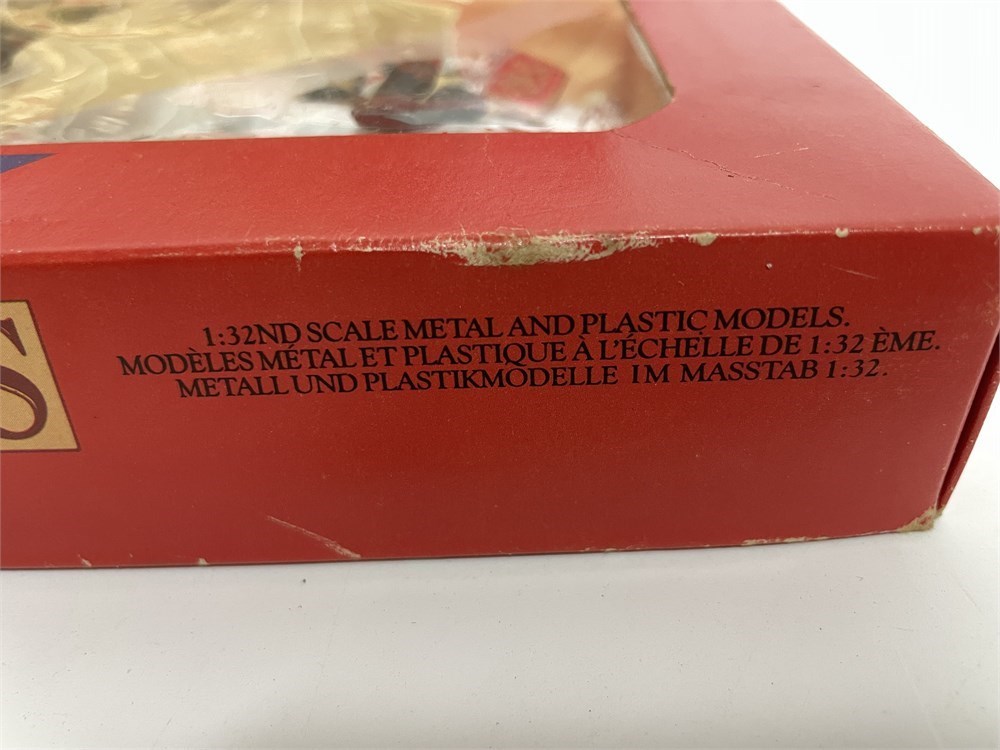 S
1:32ND SCALE METAL AND PLASTIC MODELS.
MODÈLES MÉTAL ET PLASTIQUE À L'ÉCHELLE DE 1:32 ÈME.
METALL UND PLASTIKMODELLE IM MASSTAB 1:32.